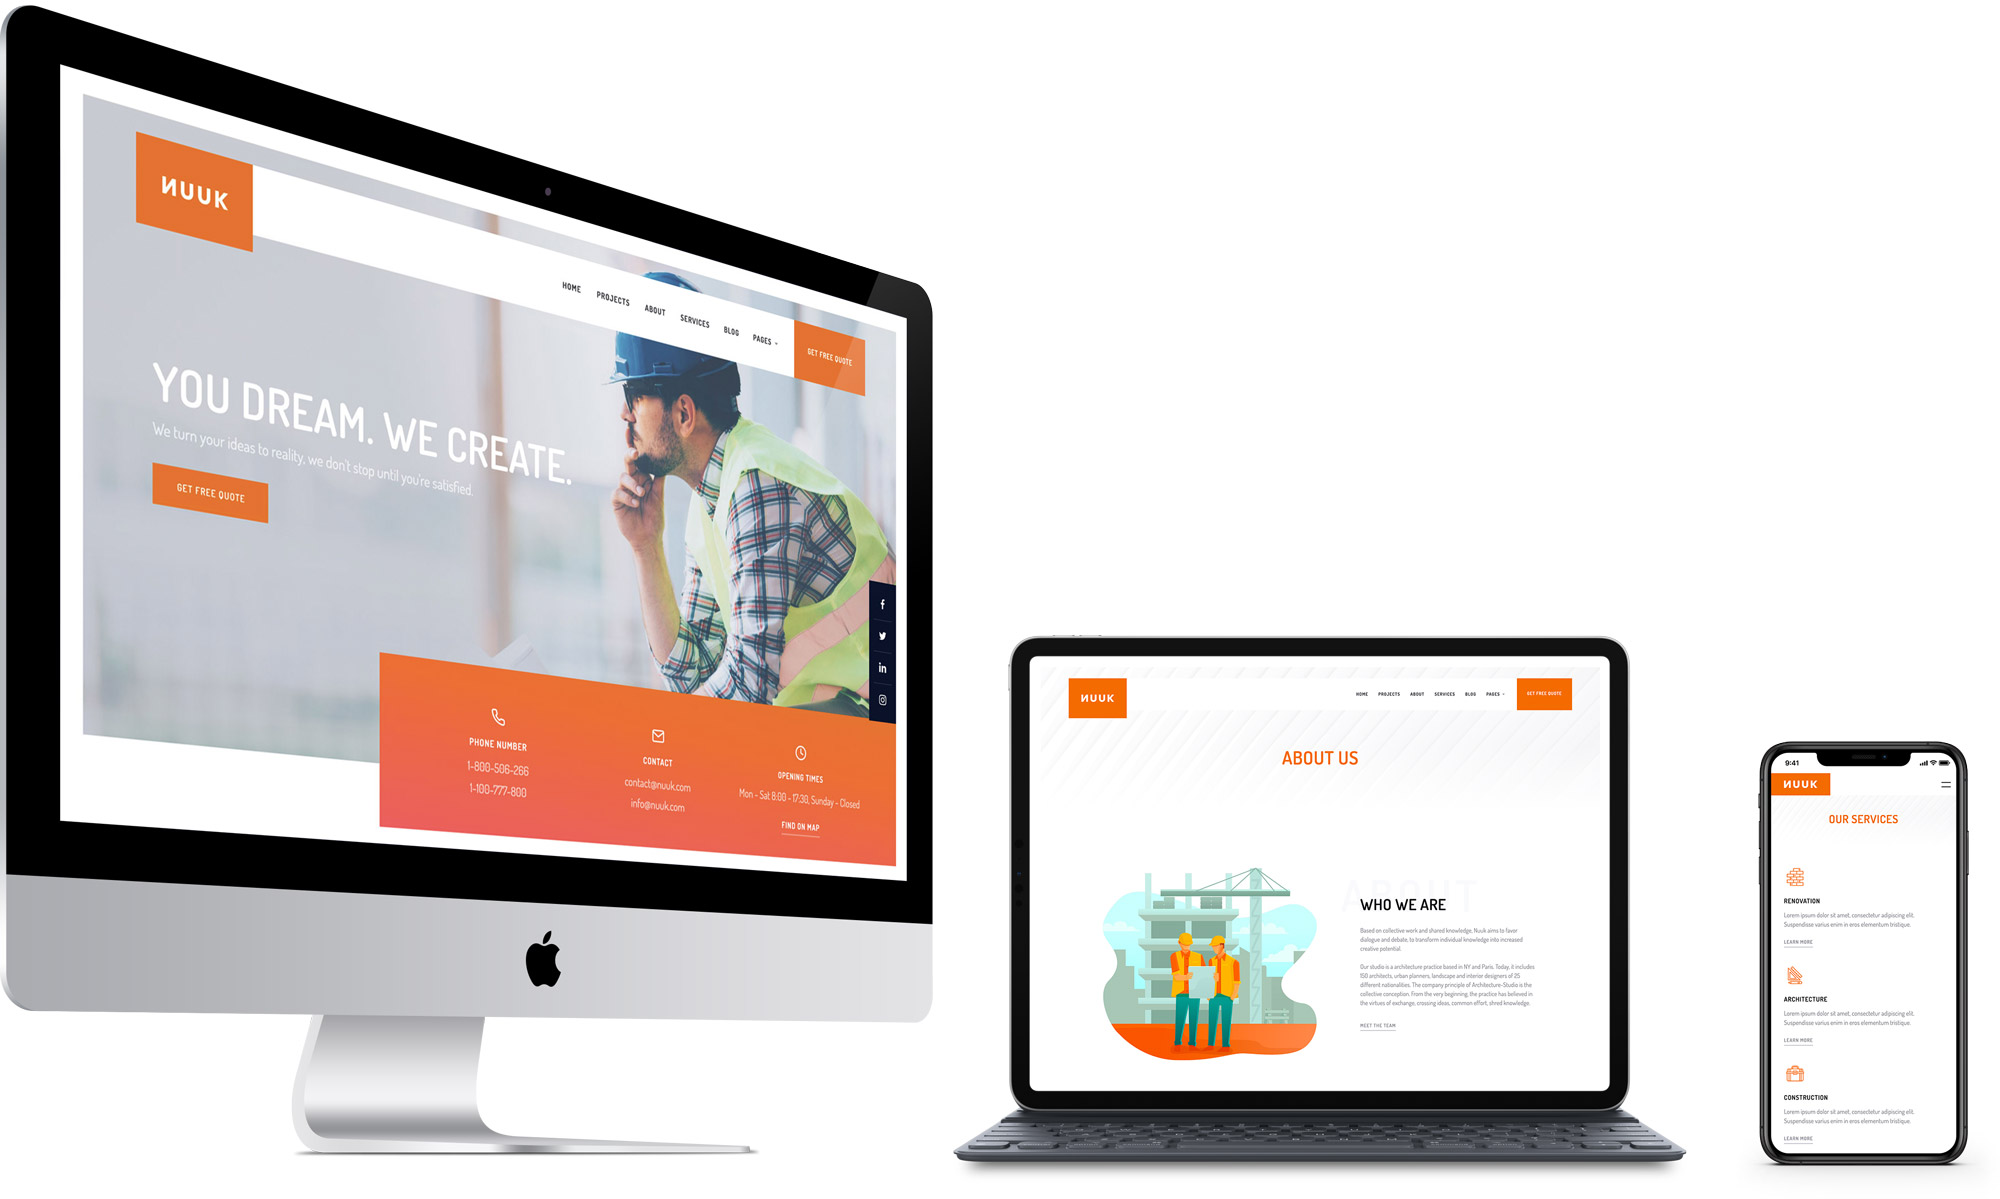 NUUK
HOME PROJECTS ABOUT SERVICES BLOG PAGES
GET FREE QUOTE
YOU DREAM. WE CREATE.
We turn your ideas to reality, we don't stop until you're satisfied.
GET FREE QUOTE
PHONE NUMBER
1-800-506-266
1-100-777-800
CONTACT
contact@nuuk.com
info@nuuk.com
OPENING TIMES
Mon - Sat 8:00 - 17:30, Sunday - Closed
FIND ON MAP
NUUK
HOME PROJECTS ABOUT SERVICES BLOG PAGES
GET FREE QUOTE
ABOUT US
ABOUT
WHO WE ARE
Based on collective work and shared knowledge, Nuuk aims to favor
dialogue and debate, to transform individual knowledge into increased
creative potential.
Our studio is a architecture practice based in NY and Paris. Today, it includes
150 architects, urban planners, landscape and interior designers of 25
different nationalities. The company principle of Architecture-Studio is the
collective conception. From the very beginning, the practice has believed in
the virtues of exchange, crossing ideas, common effort, shred knowledge.
MEET THE TEAM
9:41
NUUK
OUR SERVICES
RENOVATION
Lorem ipsum dolor sit amet, consectetur adipiscing elit.
Suspendisse varius enim in eros elementum tristique.
LEARN MORE
ARCHITECTURE
Lorem ipsum dolor sit amet, consectetur adipiscing elit.
Suspendisse varius enim in eros elementum tristique.
LEARN MORE
CONSTRUCTION
Lorem ipsum dolor sit amet, consectetur adipiscing elit.
Suspendisse varius enim in eros elementum tristique.
LEARN MORE